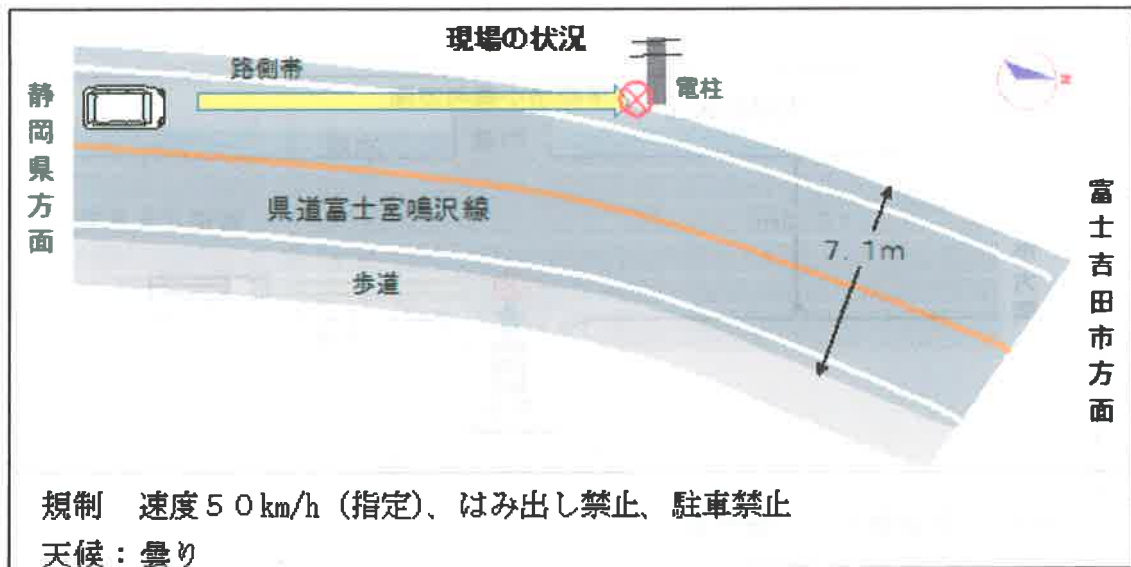 現場の状況
路側帯
電柱
N
静岡県方面
県道富士宮鳴沢線
富士吉田市方面
7.1m
歩道
規制 速度50km/h(指定)、はみ出し禁止、駐車禁止
天候:曇り